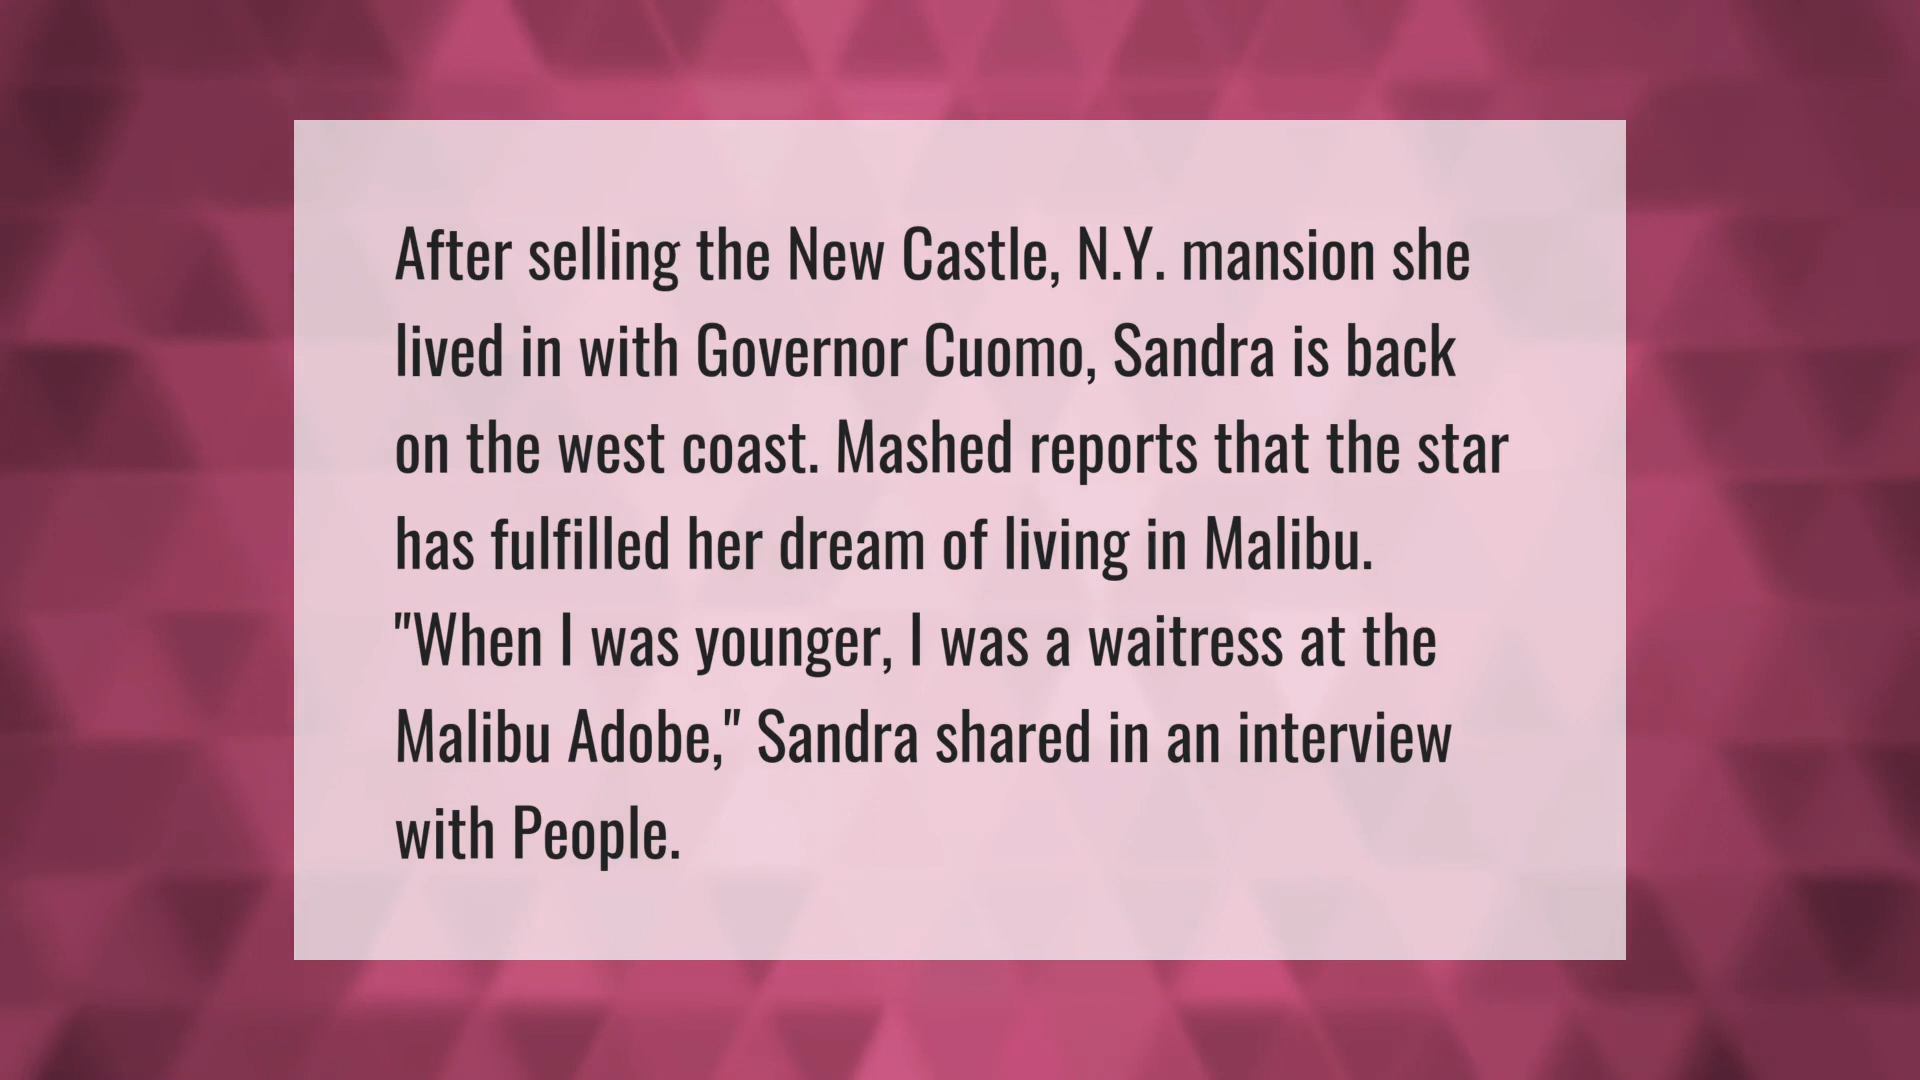 After selling the New Castle, N.Y. mansion she
lived in with Governor Cuomo, Sandra is back
on the west coast. Mashed reports that the star
has fulfilled her dream of living in Malibu.
"When I was younger, I was a waitress at the
Malibu Adobe," Sandra shared in an interview
with People.